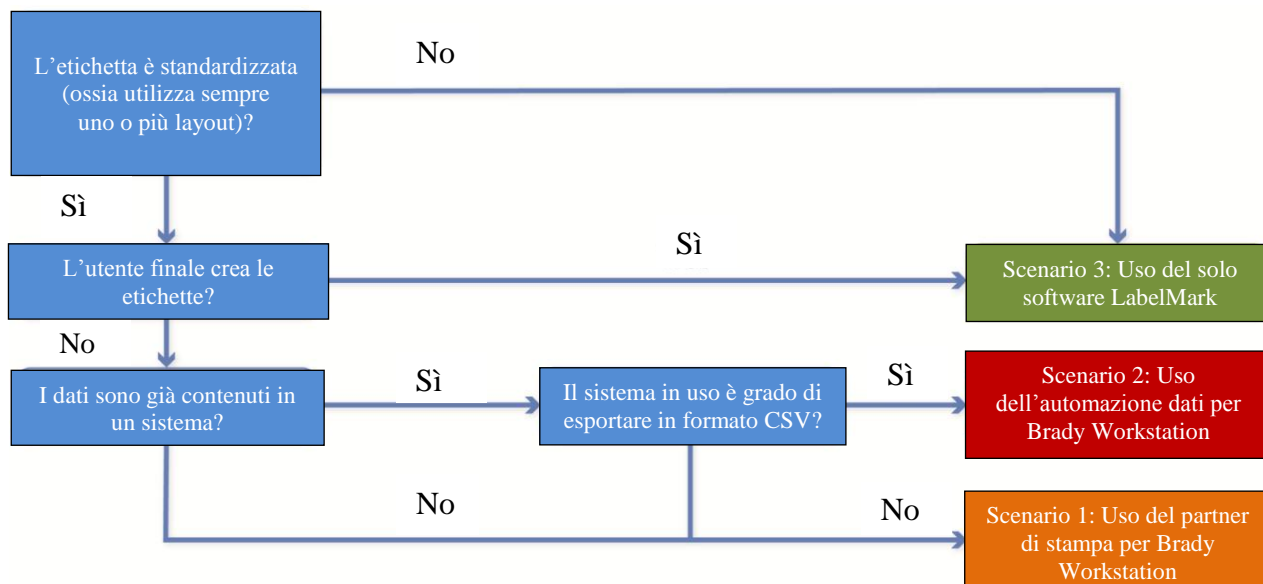 No
L’etichetta è standardizzata
(ossia utilizza sempre
uno o più layout)?
Sì
Sì
L’utente finale crea le
etichette?
Scenario 3: Uso del solo
software LabelMark
No
I dati sono già contenuti in
un sistema?
Sì
Il sistema in uso è grado di
esportare in formato CSV?
Sì
Scenario 2: Uso
dell’automazione dati per
Brady Workstation
No
No
Scenario 1: Uso del partner
di stampa per Brady
Workstation